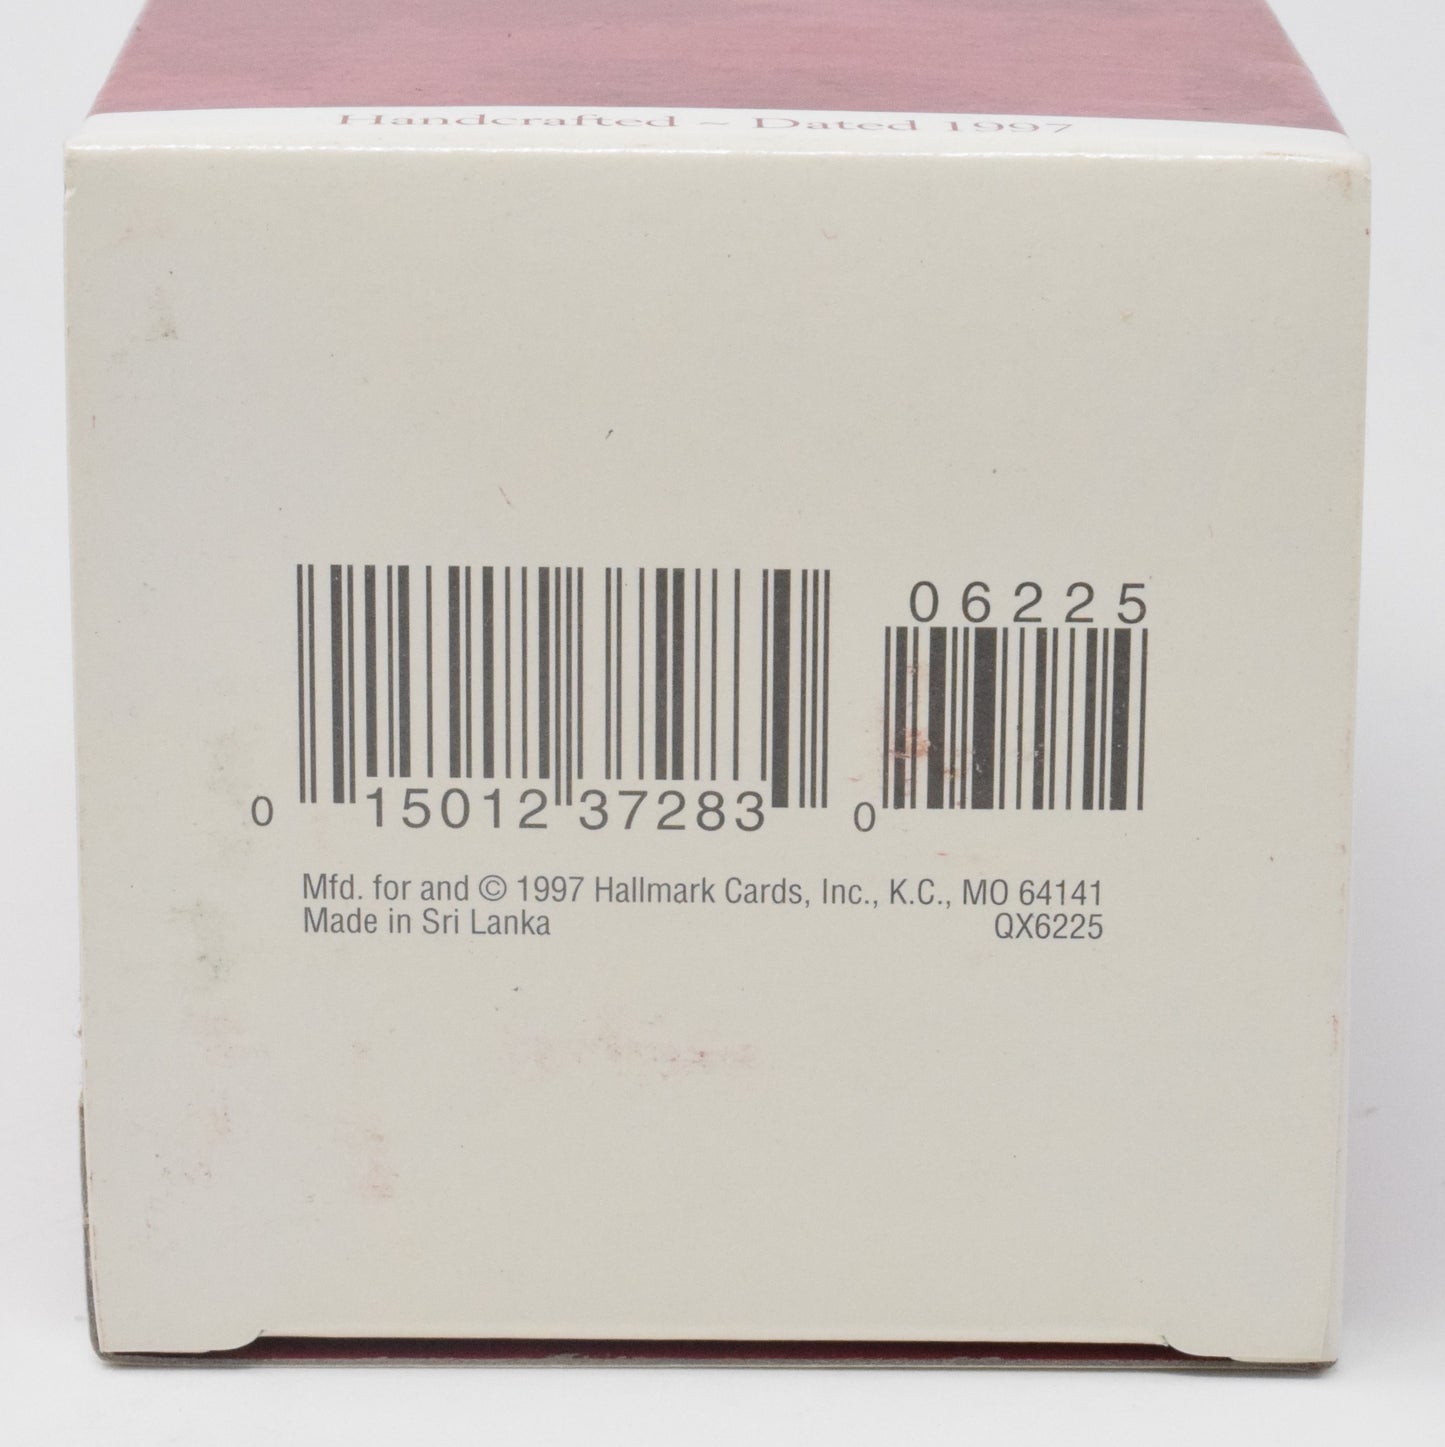 Handcrafted ~ Dated 1997
06225
0 15012 37283 0
Mfd. for and © 1997 Hallmark Cards, Inc., K.C., MO 64141
Made in Sri Lanka QX6225